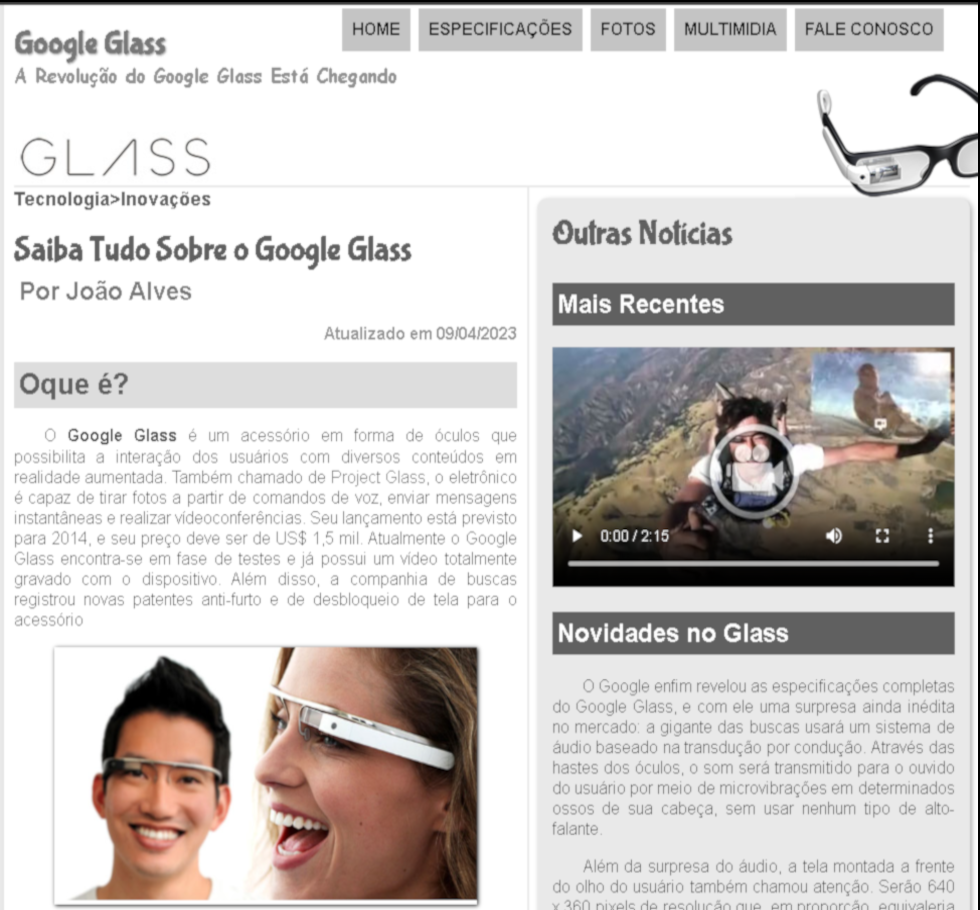 HOME ESPECIFICAÇÕES FOTOS MULTIMIDIA FALE CONOSCO
Google Glass
A Revolução do Google Glass Está Chegando
GLASS
Tecnologia>Inovações
Saiba Tudo Sobre o Google Glass
Por João Alves
Atualizado em 09/04/2023
Oque é?
O Google Glass é um acessório em forma de óculos que
possibilita a interação dos usuários com diversos conteúdos em
realidade aumentada. Também chamado de Project Glass, o eletrônico
é capaz de tirar fotos a partir de comandos de voz, enviar mensagens
instantâneas e realizar vídeoconferências. Seu lançamento está previsto
para 2014, e seu preço deve ser de US$ 1,5 mil. Atualmente o Google
Glass encontra-se em fase de testes e já possui um vídeo totalmente
gravado com o dispositivo. Além disso, a companhia de buscas
registrou novas patentes anti-furto e de desbloqueio de tela para o
acessório
Outras Notícias
Mais Recentes
0:00 / 2:15
Novidades no Glass
O Google enfim revelou as especificações completas
do Google Glass, e com ele uma surpresa ainda inédita
no mercado: a gigante das buscas usará um sistema de
áudio baseado na transdução por condução. Através das
hastes dos óculos, o som será transmitido para o ouvido
do usuário por meio de microvibrações em determinados
ossos de sua cabeça, sem usar nenhum tipo de alto-
falante.
Além da surpresa do áudio, a tela montada a frente
do olho do usuário também chamou atenção. Serão 640
x 360 pixels de resolução que, em proporção, equivaleria